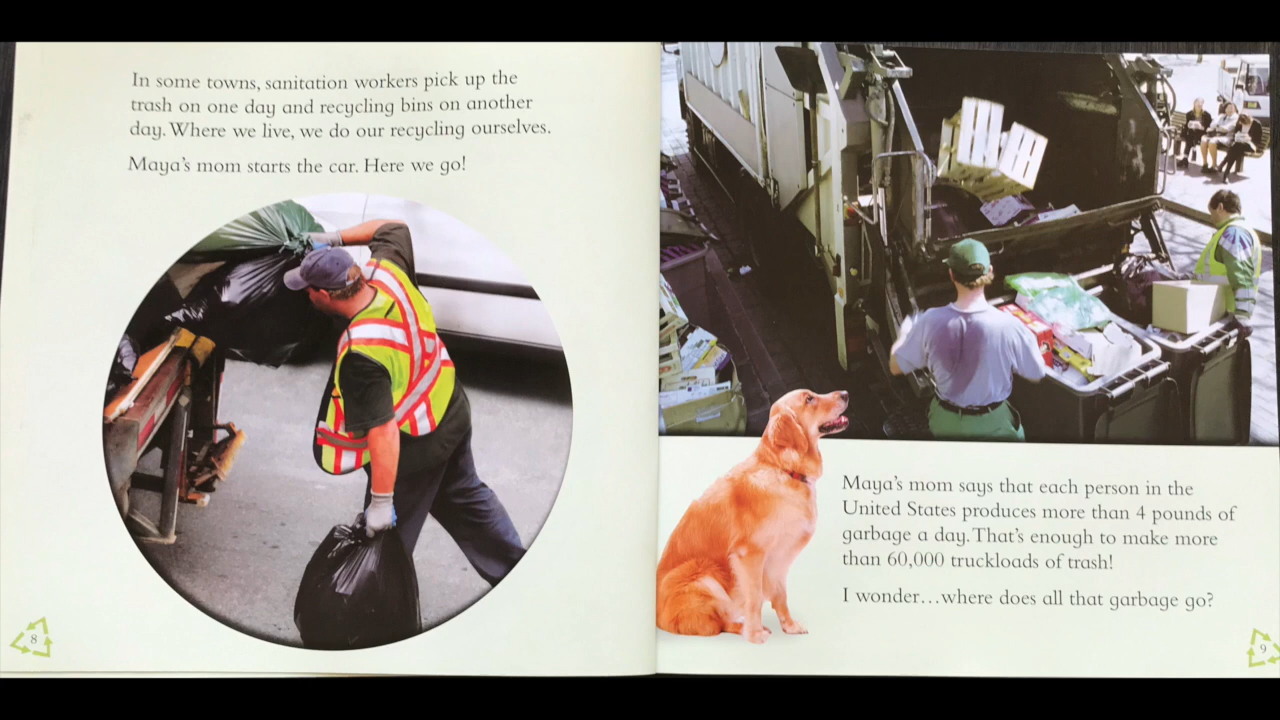 In some towns, sanitation workers pick up the
trash on one day and recycling bins on another
day. Where we live, we do our recycling ourselves.
Maya's mom starts the car. Here we go!
8
Maya's mom says that each person in the
United States produces more than 4 pounds of
garbage a day. That's enough to make more
than 60,000 truckloads of trash!
I wonder...where does all that garbage go?
9